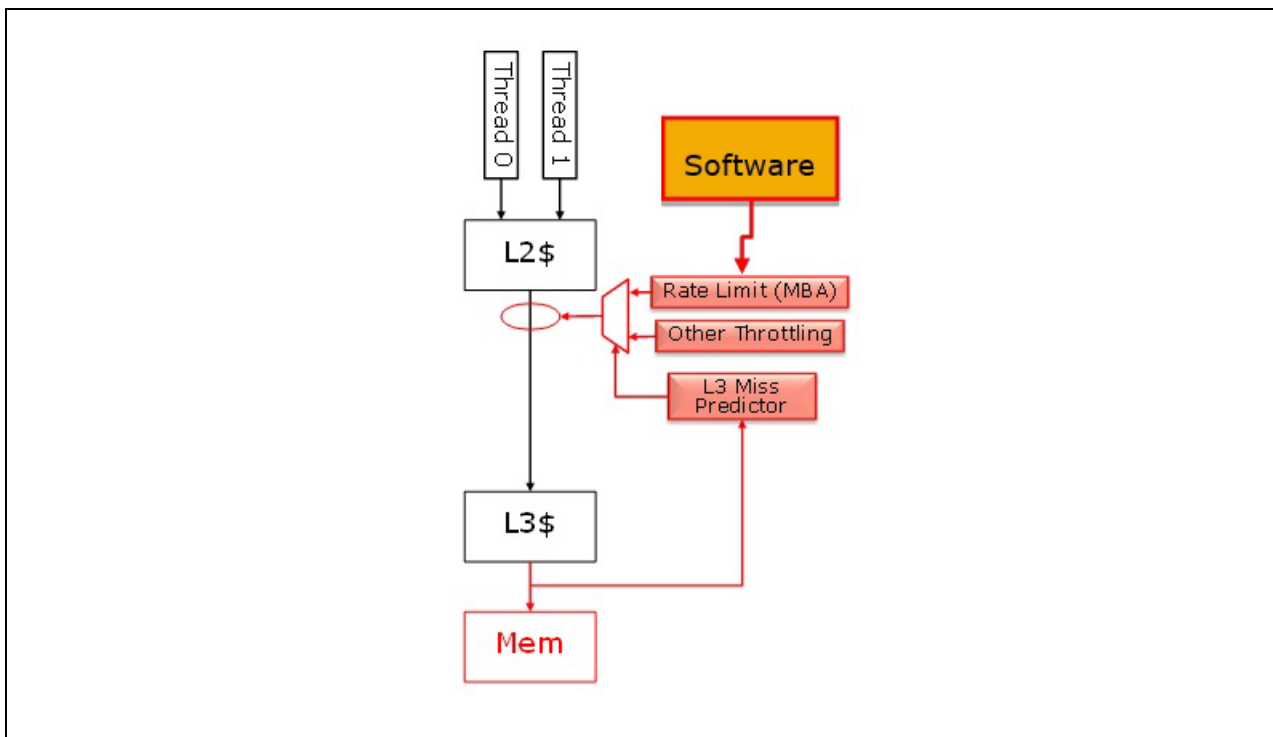 Thread 0
Thread 1
Software
L2$
Rate Limit (MBA)
Other Throttling
L3 Miss
Predictor
L3$
Mem